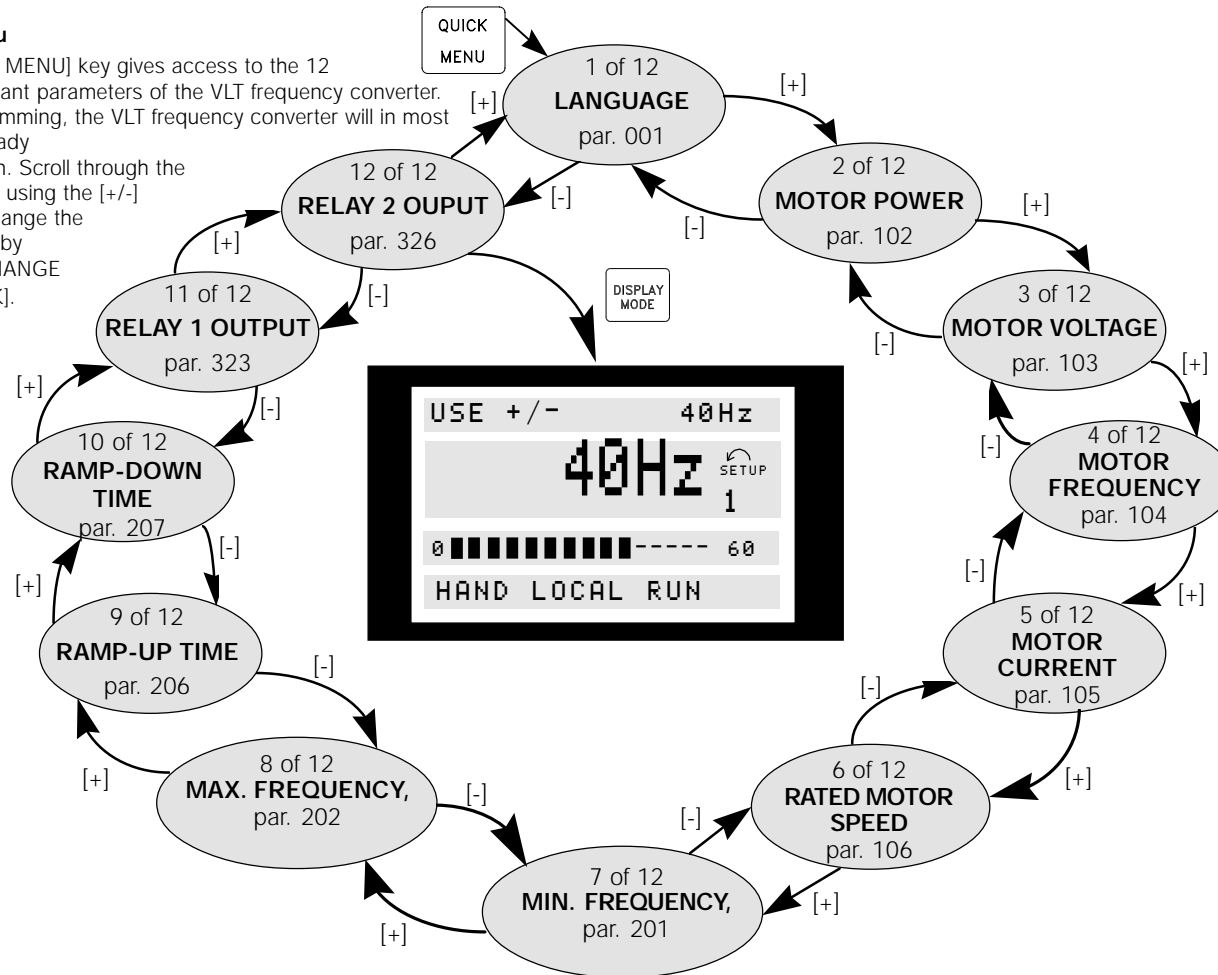 u
MENU] key gives access to the 12
ant parameters of the VLT frequency converter.
mming, the VLT frequency converter will in most
ady
n. Scroll through the
using the [+/-]
ange the
by
HANGE
].
QUICK
MENU
1 of 12
LANGUAGE
par. 001
[+]
[-]
2 of 12
MOTOR POWER
par. 102
[+]
[-]
3 of 12
MOTOR VOLTAGE
par. 103
[+]
[-]
4 of 12
MOTOR
FREQUENCY
par. 104
[+]
[-]
5 of 12
MOTOR
CURRENT
par. 105
[+]
[-]
6 of 12
RATED MOTOR
SPEED
par. 106
[+]
[-]
7 of 12
MIN. FREQUENCY,
par. 201
[+]
[-]
8 of 12
MAX. FREQUENCY,
par. 202
[+]
[-]
9 of 12
RAMP-UP TIME
par. 206
[+]
[-]
10 of 12
RAMP-DOWN
TIME
par. 207
[+]
[-]
11 of 12
RELAY 1 OUTPUT
par. 323
[+]
[-]
12 of 12
RELAY 2 OUPUT
par. 326
[+]
[-]
DISPLAY
MODE
USE +/- 40Hz
40Hz
SETUP
1
0 ----- 60
HAND LOCAL RUN